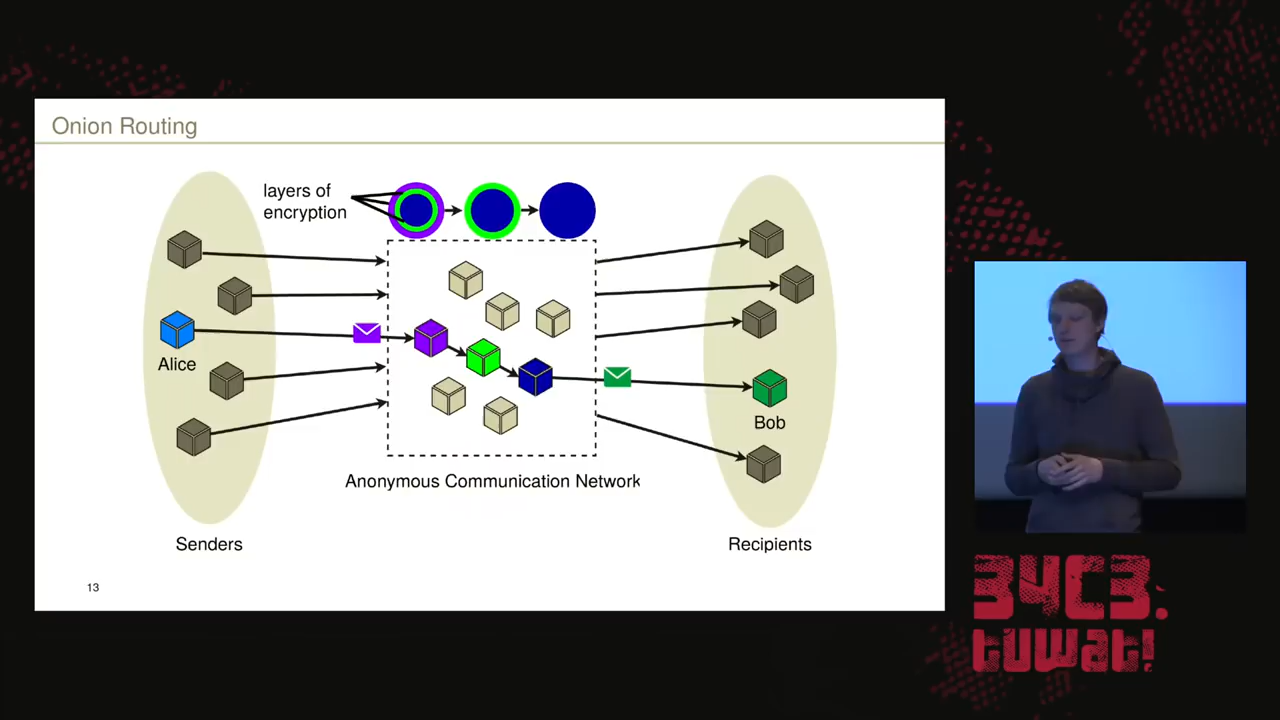 Onion Routing
layers of
encryption
Alice
Bob
Anonymous Communication Network
Senders
Recipients
13
34C3.
tuwat!